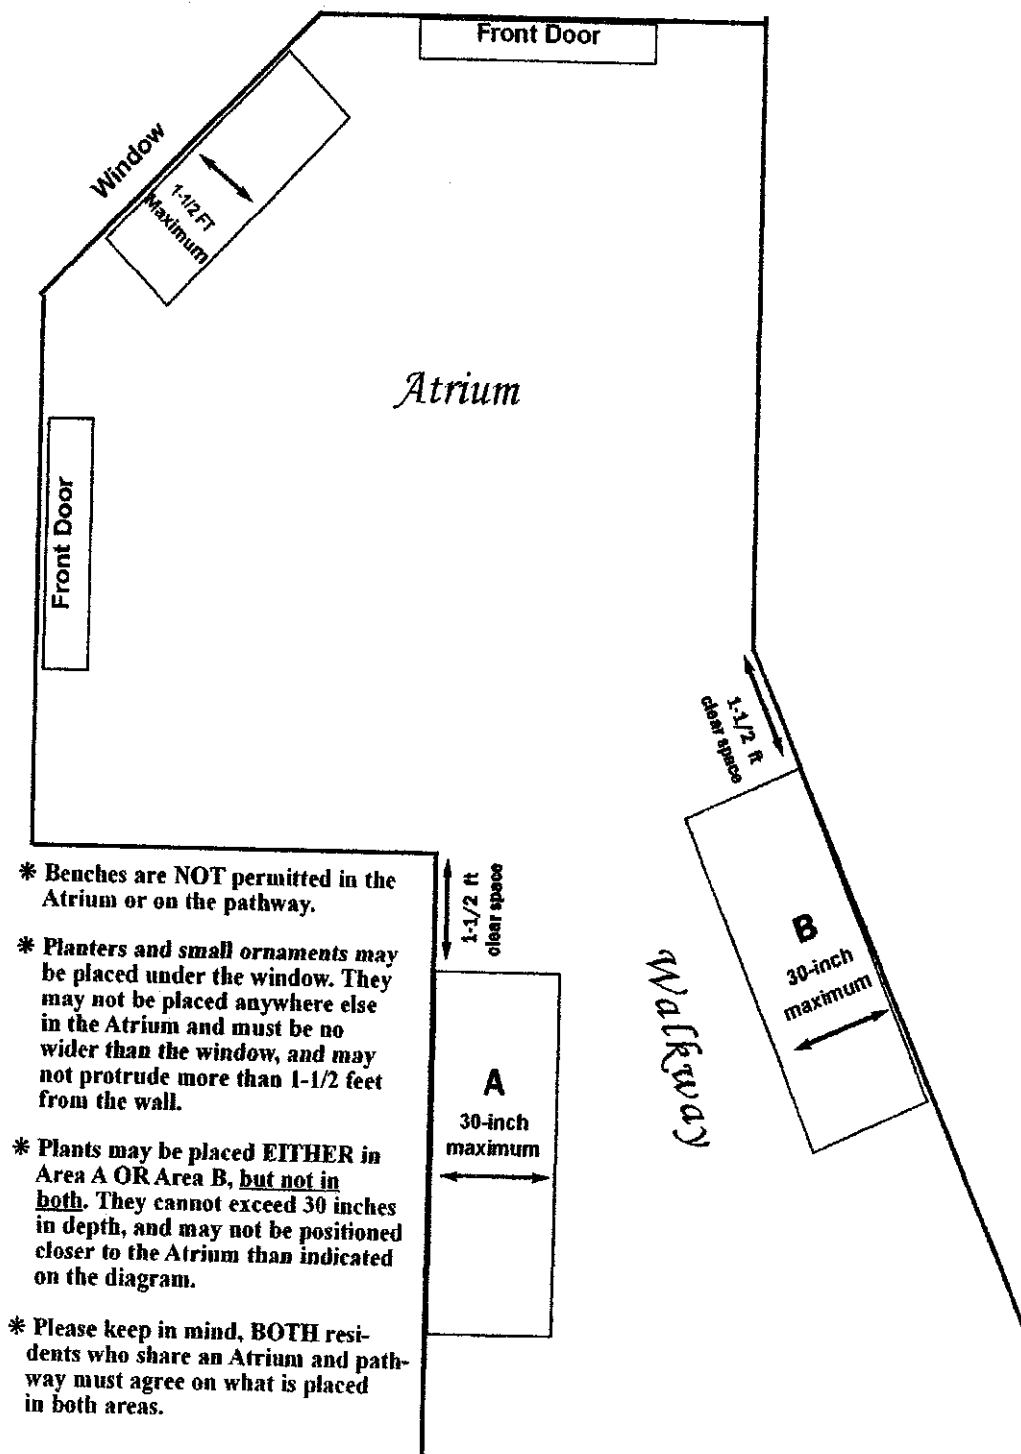 Front Door
Window
1-1/2 FT
Maximum
Atrium
Front Door
1-1/2 ft
clear space
1-1/2 ft
clear space
B
30-inch
maximum
Walkway
A
30-inch
maximum
* Benches are NOT permitted in the
Atrium or on the pathway.
* Planters and small ornaments may
be placed under the window. They
may not be placed anywhere else
in the Atrium and must be no
wider than the window, and may
not protrude more than 1-1/2 feet
from the wall.
* Plants may be placed EITHER in
Area A OR Area B, but not in
both. They cannot exceed 30 inches
in depth, and may not be positioned
closer to the Atrium than indicated
on the diagram.
* Please keep in mind, BOTH resi-
dents who share an Atrium and path-
way must agree on what is placed
in both areas.